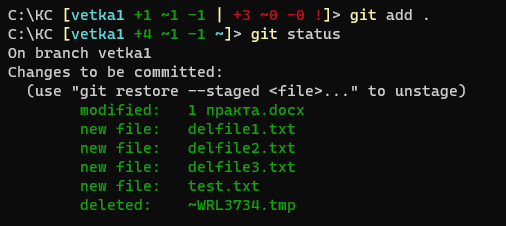 C:\КС [vetka1 +1 ~1 -1 | +3 ~0 -0 !]> git add .
C:\КС [vetka1 +4 ~1 -1 ~]> git status
On branch vetka1
Changes to be committed:
  (use "git restore --staged <file>..." to unstage)
        modified:   1 практа.docx
        new file:   delfile1.txt
        new file:   delfile2.txt
        new file:   delfile3.txt
        new file:   test.txt
        deleted:    ~WRL3734.tmp